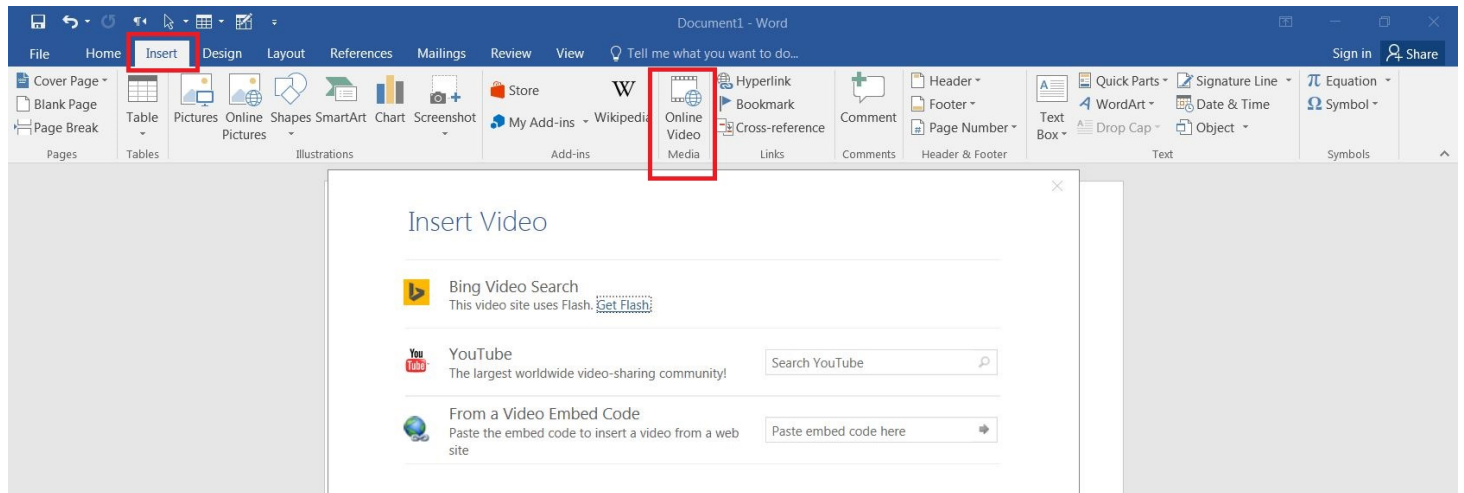 Document1 - Word
File Home Insert Design Layout References Mailings Review View Tell me what you want to do... Sign in Share
Cover Page
Blank Page
Page Break
Pages
Table
Tables
Pictures
Online
Pictures
Shapes
SmartArt
Chart
Screenshot
Illustrations
Store
My Add-ins
W
Wikipedia
Add-ins
Online
Video
Media
Hyperlink
Bookmark
Cross-reference
Links
Comment
Comments
Header
Footer
Page Number
Header & Footer
A
Text
Box
Quick Parts
WordArt
Drop Cap
Signature Line
Date & Time
Object
Text
π Equation
Ω Symbol
Symbols
Insert Video
Bing Video Search
This video site uses Flash. Get Flash
You
Tube
YouTube
The largest worldwide video-sharing community!
Search YouTube
From a Video Embed Code
Paste the embed code to insert a video from a web
site
Paste embed code here